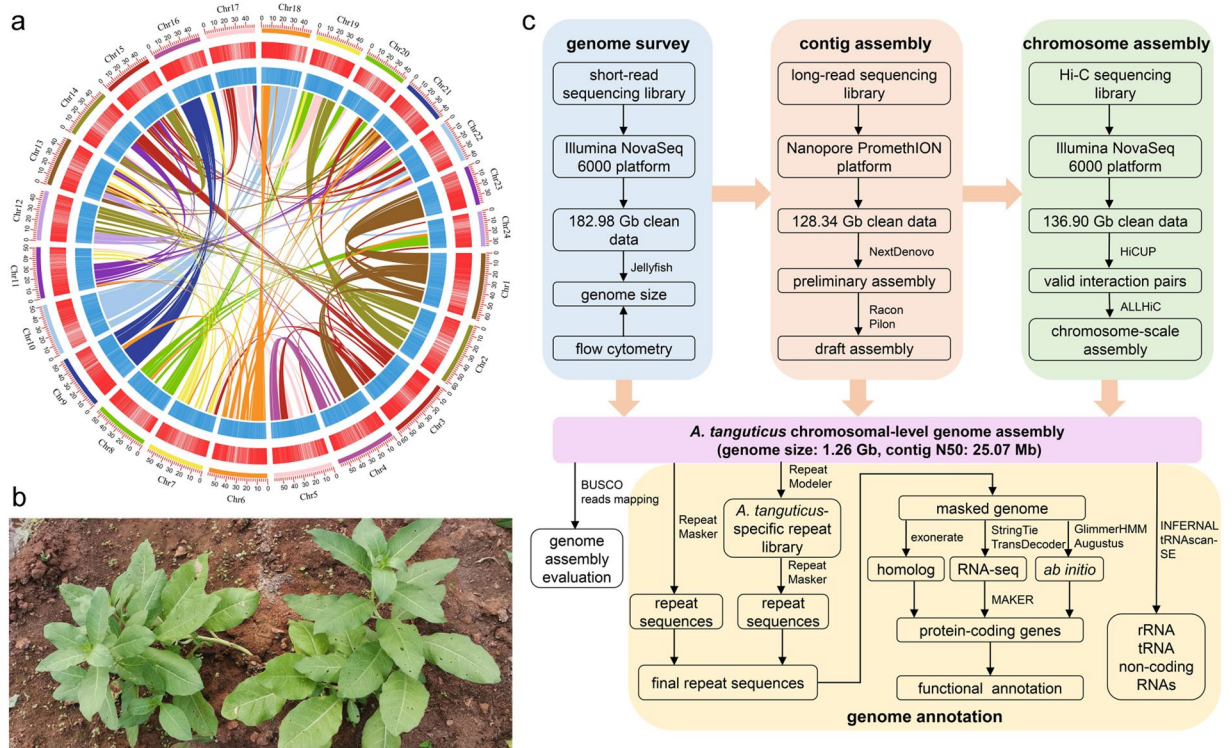 a
Chr1
Chr2
Chr3
Chr4
Chr5
Chr6
Chr7
Chr8
Chr9
Chr10
Chr11
Chr12
Chr13
Chr14
Chr15
Chr16
Chr17
Chr18
Chr19
Chr20
Chr21
Chr22
Chr23
Chr24
b
c
genome survey
short-read
sequencing library
Illumina NovaSeq
6000 platform
182.98 Gb clean
data
Jellyfish
genome size
flow cytometry
contig assembly
long-read sequencing
library
Nanopore PromethION
platform
128.34 Gb clean data
NextDenovo
preliminary assembly
Racon
Pilon
draft assembly
chromosome assembly
Hi-C sequencing
library
Illumina NovaSeq
6000 platform
136.90 Gb clean data
HiCUP
valid interaction pairs
ALLHiC
chromosome-scale
assembly
A. tanguticus chromosomal-level genome assembly
(genome size: 1.26 Gb, contig N50: 25.07 Mb)
BUSCO
reads mapping
genome
assembly
evaluation
Repeat
Masker
repeat
sequences
Repeat
Modeler
A. tanguticus-
specific repeat
library
Repeat
Masker
repeat
sequences
final repeat sequences
masked genome
exonerate
StringTie
TransDecoder
GlimmerHMM
Augustus
homolog
RNA-seq
ab initio
MAKER
protein-coding genes
functional annotation
INFERNAL
tRNAscan-
SE
rRNA
tRNA
non-coding
RNAs
genome annotation